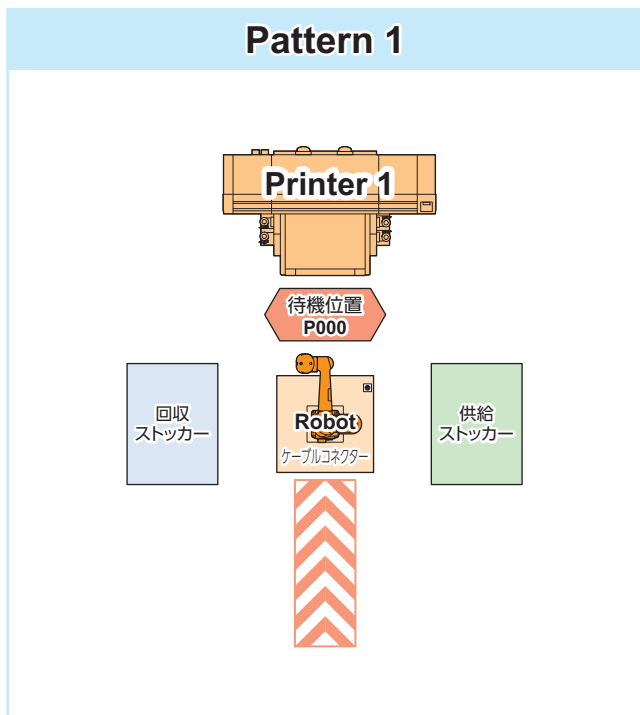 Pattern 1
Printer 1
待機位置
P000
回収
ストッカー
Robot
ケーブルコネクター
供給
ストッカー